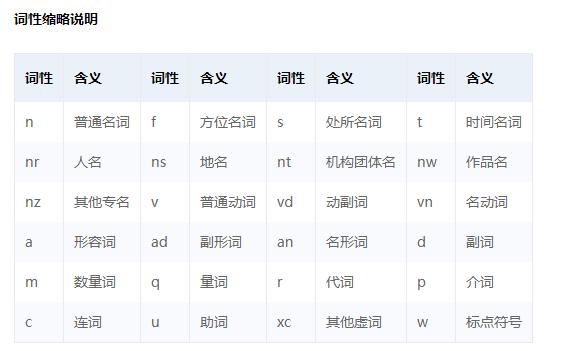 词性缩略说明
词性 含义 词性 含义 词性 含义 词性 含义
n 普通名词 f 方位名词 s 处所名词 t 时间名词
nr 人名 ns 地名 nt 机构团体名 nw 作品名
nz 其他专名 v 普通动词 vd 动副词 vn 名动词
a 形容词 ad 副形词 an 名形词 d 副词
m 数量词 q 量词 r 代词 p 介词
c 连词 u 助词 xc 其他虚词 w 标点符号